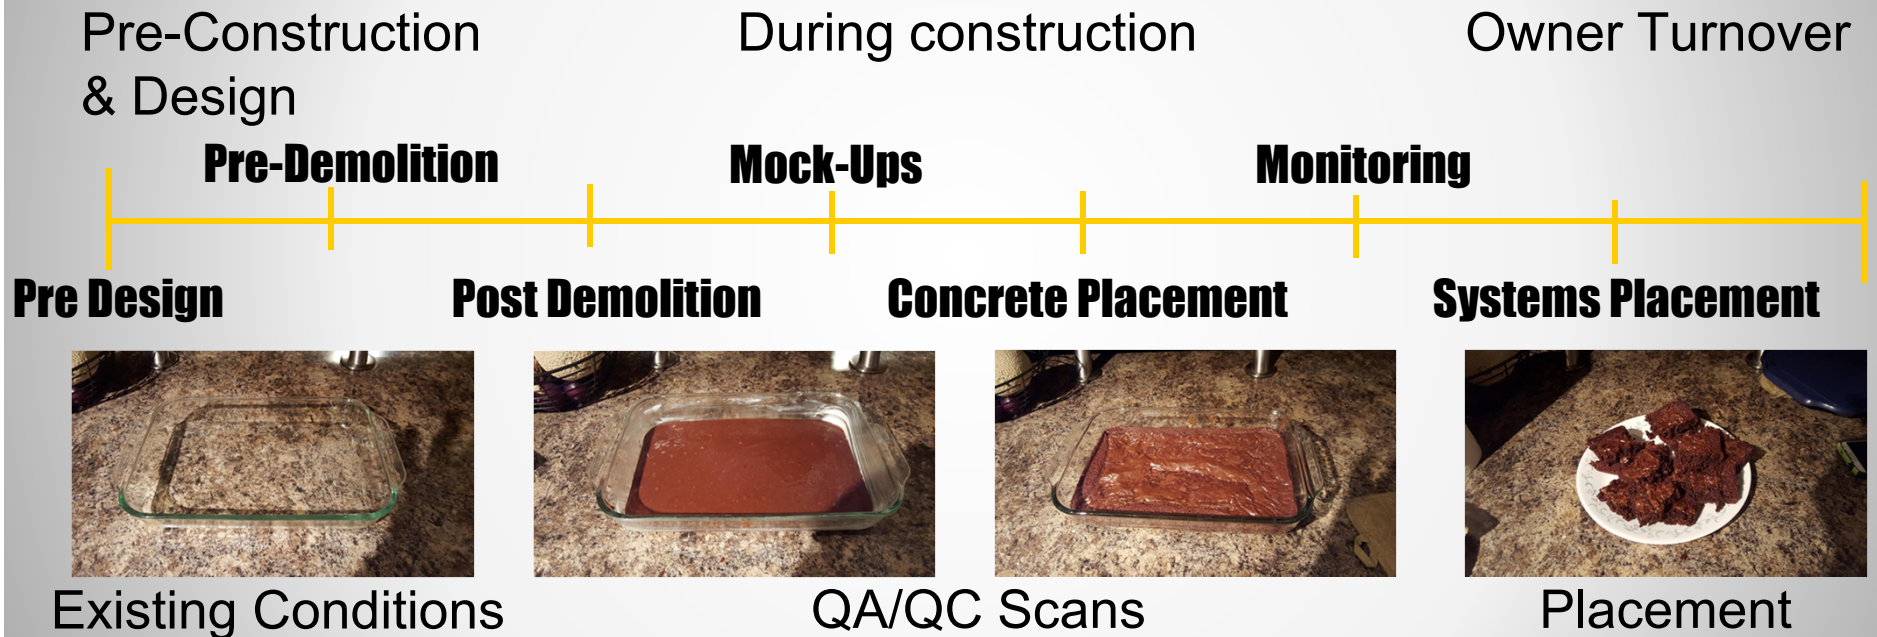 Pre-Construction
& Design
During construction
Owner Turnover
Pre-Demolition
Mock-Ups
Monitoring
Pre Design
Post Demolition
Concrete Placement
Systems Placement
Existing Conditions
QA/QC Scans
Placement